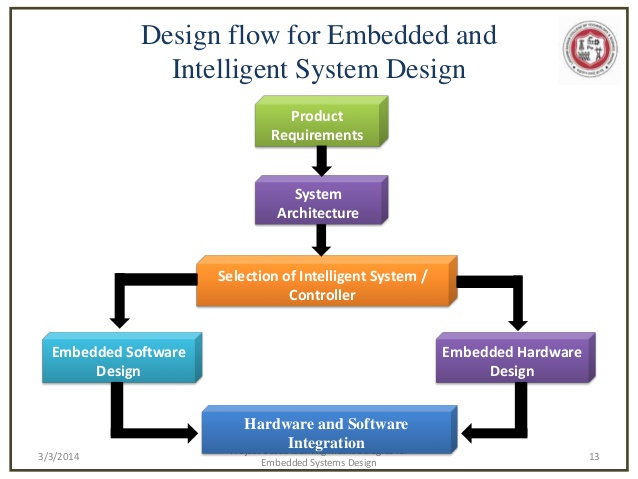 Design flow for Embedded and
Intelligent System Design
Product
Requirements
System
Architecture
Selection of Intelligent System /
Controller
Embedded Software
Design
Embedded Hardware
Design
Hardware and Software
Integration
3/3/2014
Embedded Systems Design
13